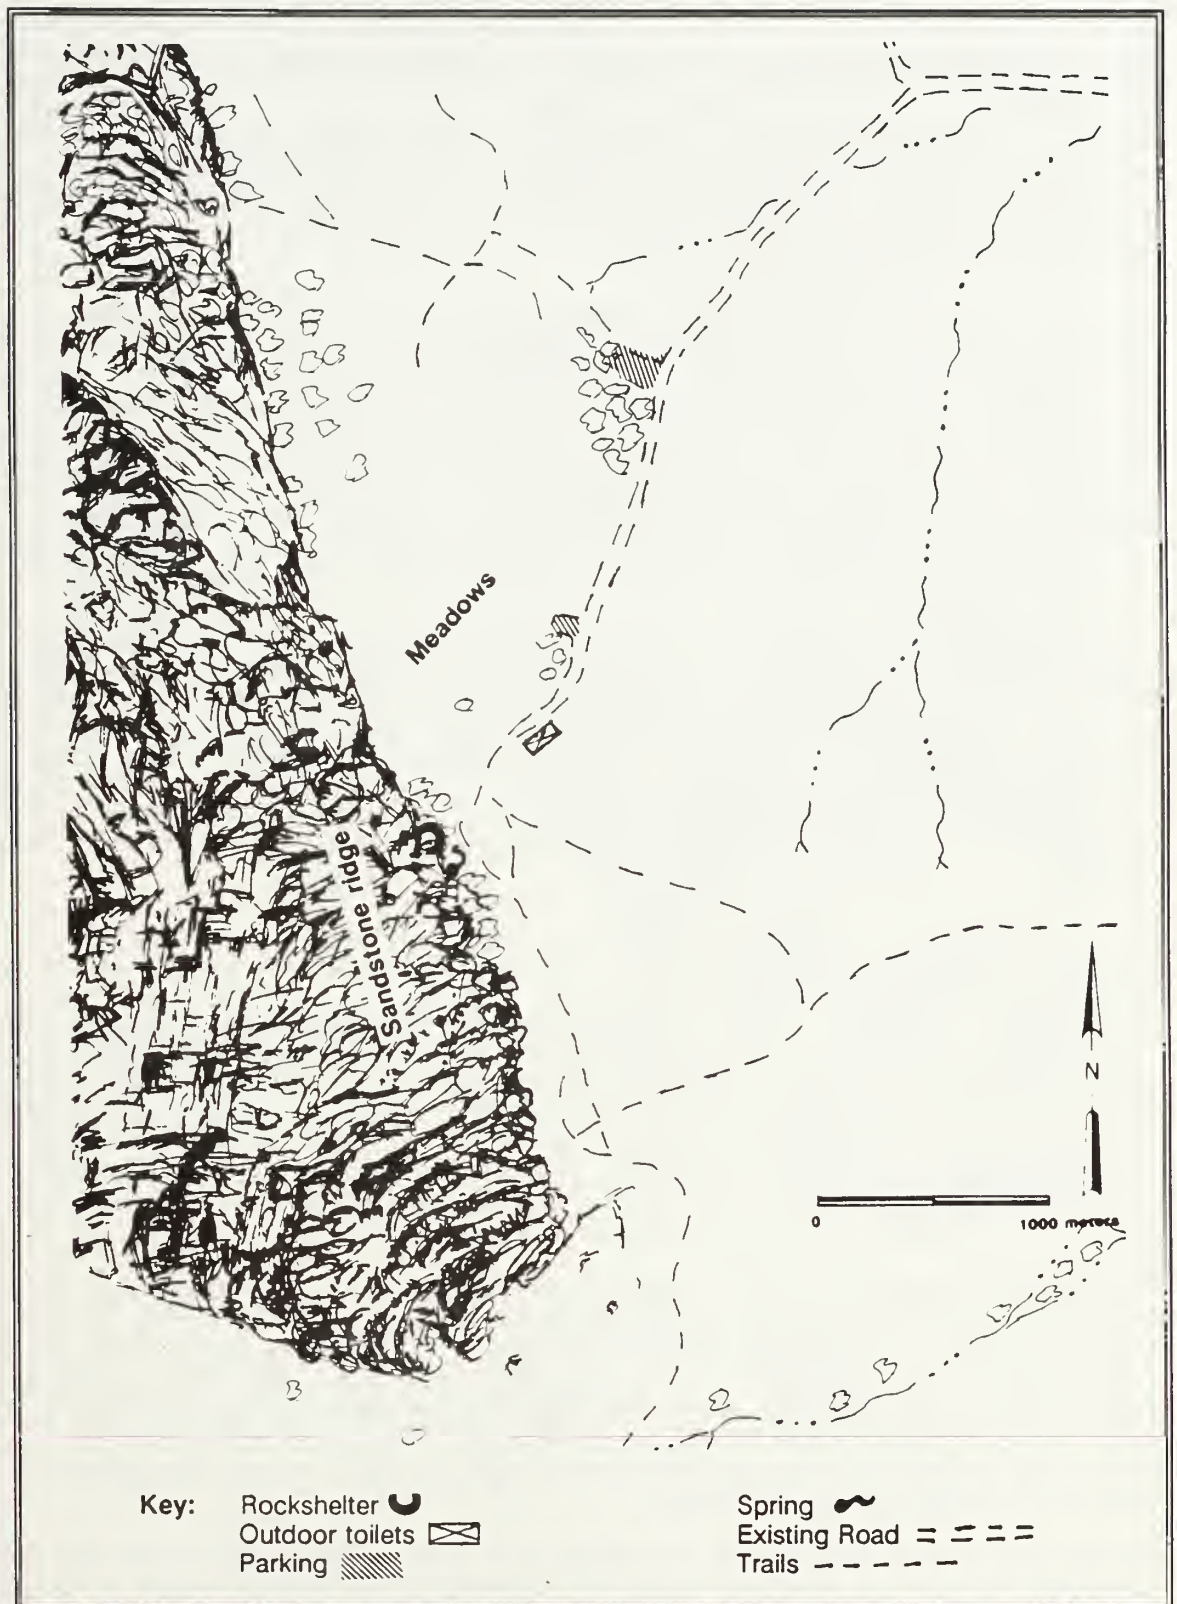 Meadows
Sandstone ridge
N
0 1000 meters
Key:
Rockshelter
Outdoor toilets
Parking
Spring
Existing Road
Trails